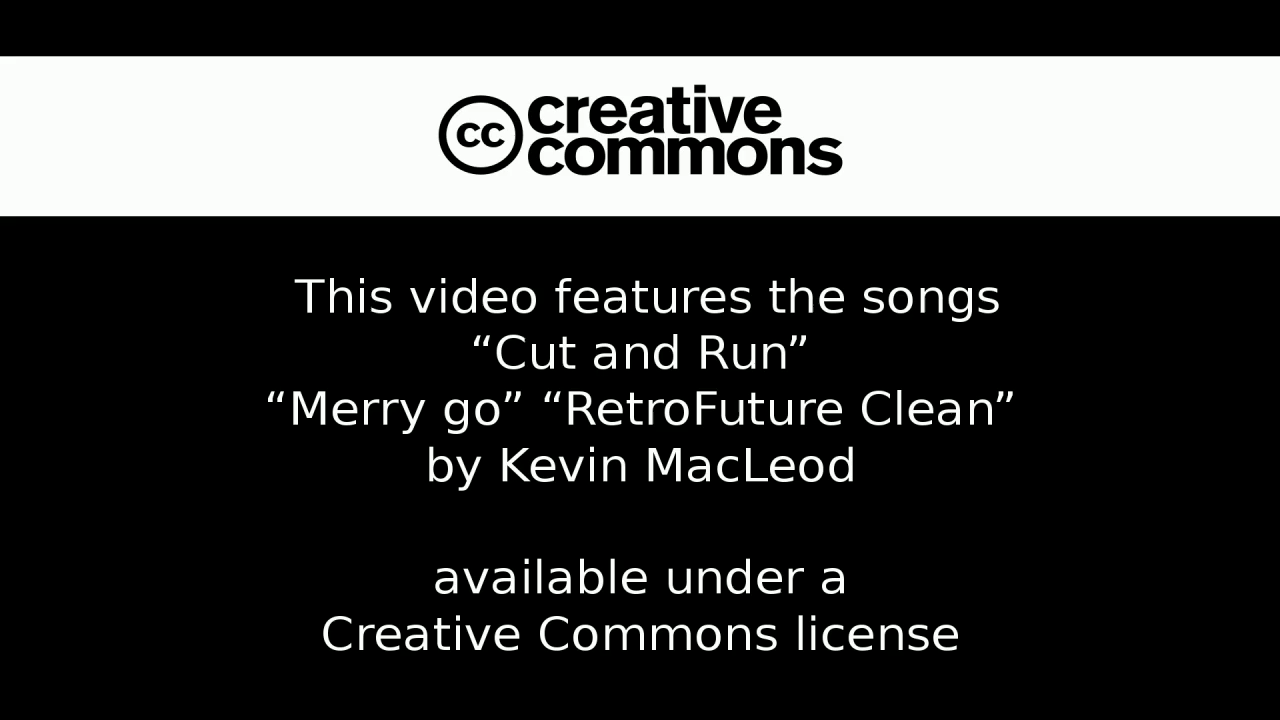 cc creative
commons
This video features the songs
“Cut and Run”
“Merry go” “RetroFuture Clean”
by Kevin MacLeod
available under a
Creative Commons license